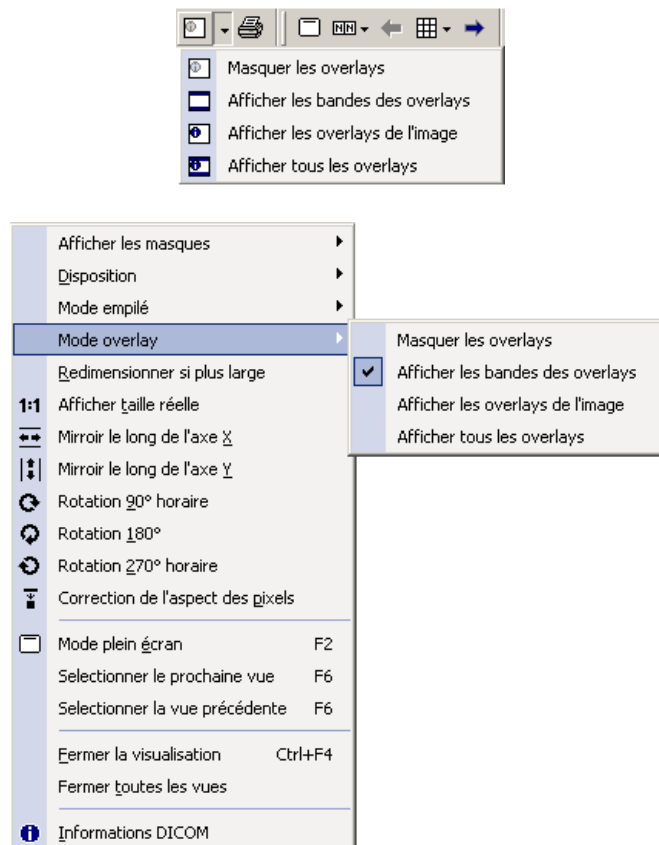 NN
Masquer les overlays
Afficher les bandes des overlays
Afficher les overlays de l'image
Afficher tous les overlays
Afficher les masques
Disposition
Mode empilé
Mode overlay
Masquer les overlays
Redimensionner si plus large
Afficher les bandes des overlays
1:1 Afficher taille réelle
Afficher les overlays de l'image
Mirroir le long de l'axe X
Afficher tous les overlays
Mirroir le long de l'axe Y
Rotation 90° horaire
Rotation 180°
Rotation 270° horaire
Correction de l'aspect des pixels
Mode plein écran F2
Selectionner le prochaine vue F6
Selectionner la vue précédente F6
Fermer la visualisation Ctrl+F4
Fermer toutes les vues
Informations DICOM